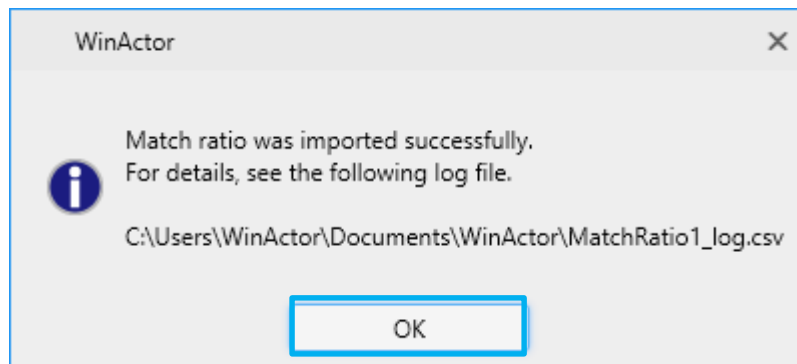 WinActor
Match ratio was imported successfully.
For details, see the following log file.
C:\Users\WinActor\Documents\WinActor\MatchRatio1_log.csv
OK